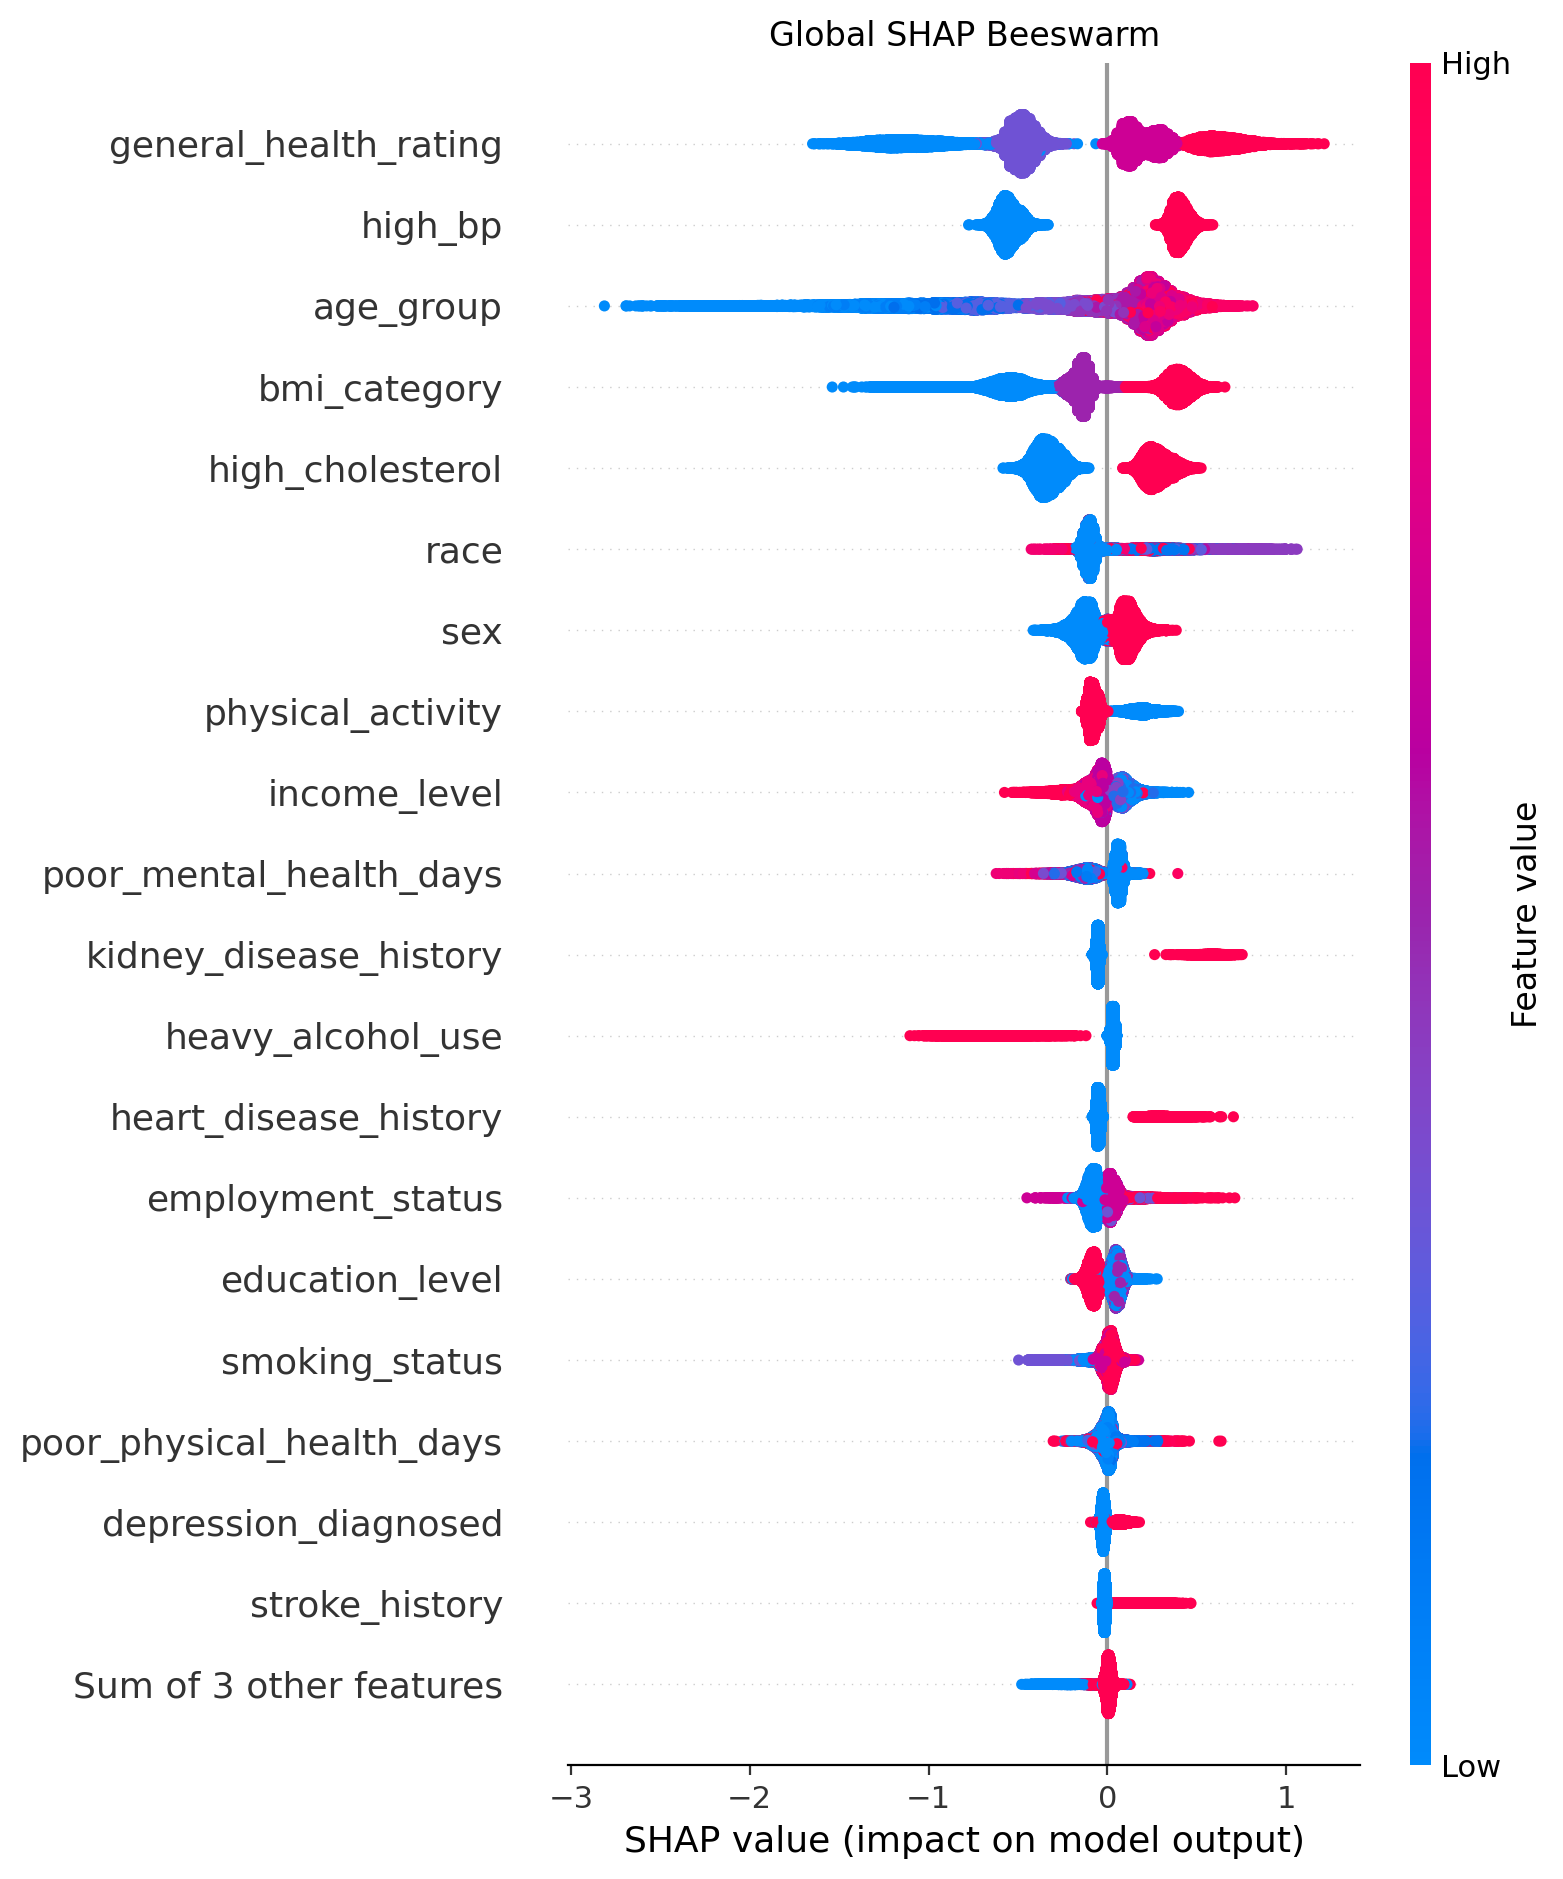 Global SHAP Beeswarm
High
general_health_rating
high_bp
age_group
bmi_category
high_cholesterol
race
sex
physical_activity
income_level
poor_mental_health_days
kidney_disease_history
heavy_alcohol_use
heart_disease_history
employment_status
education_level
smoking_status
poor_physical_health_days
depression_diagnosed
stroke_history
Sum of 3 other features
Feature value
Low
−3 −2 −1 0 1
SHAP value (impact on model output)